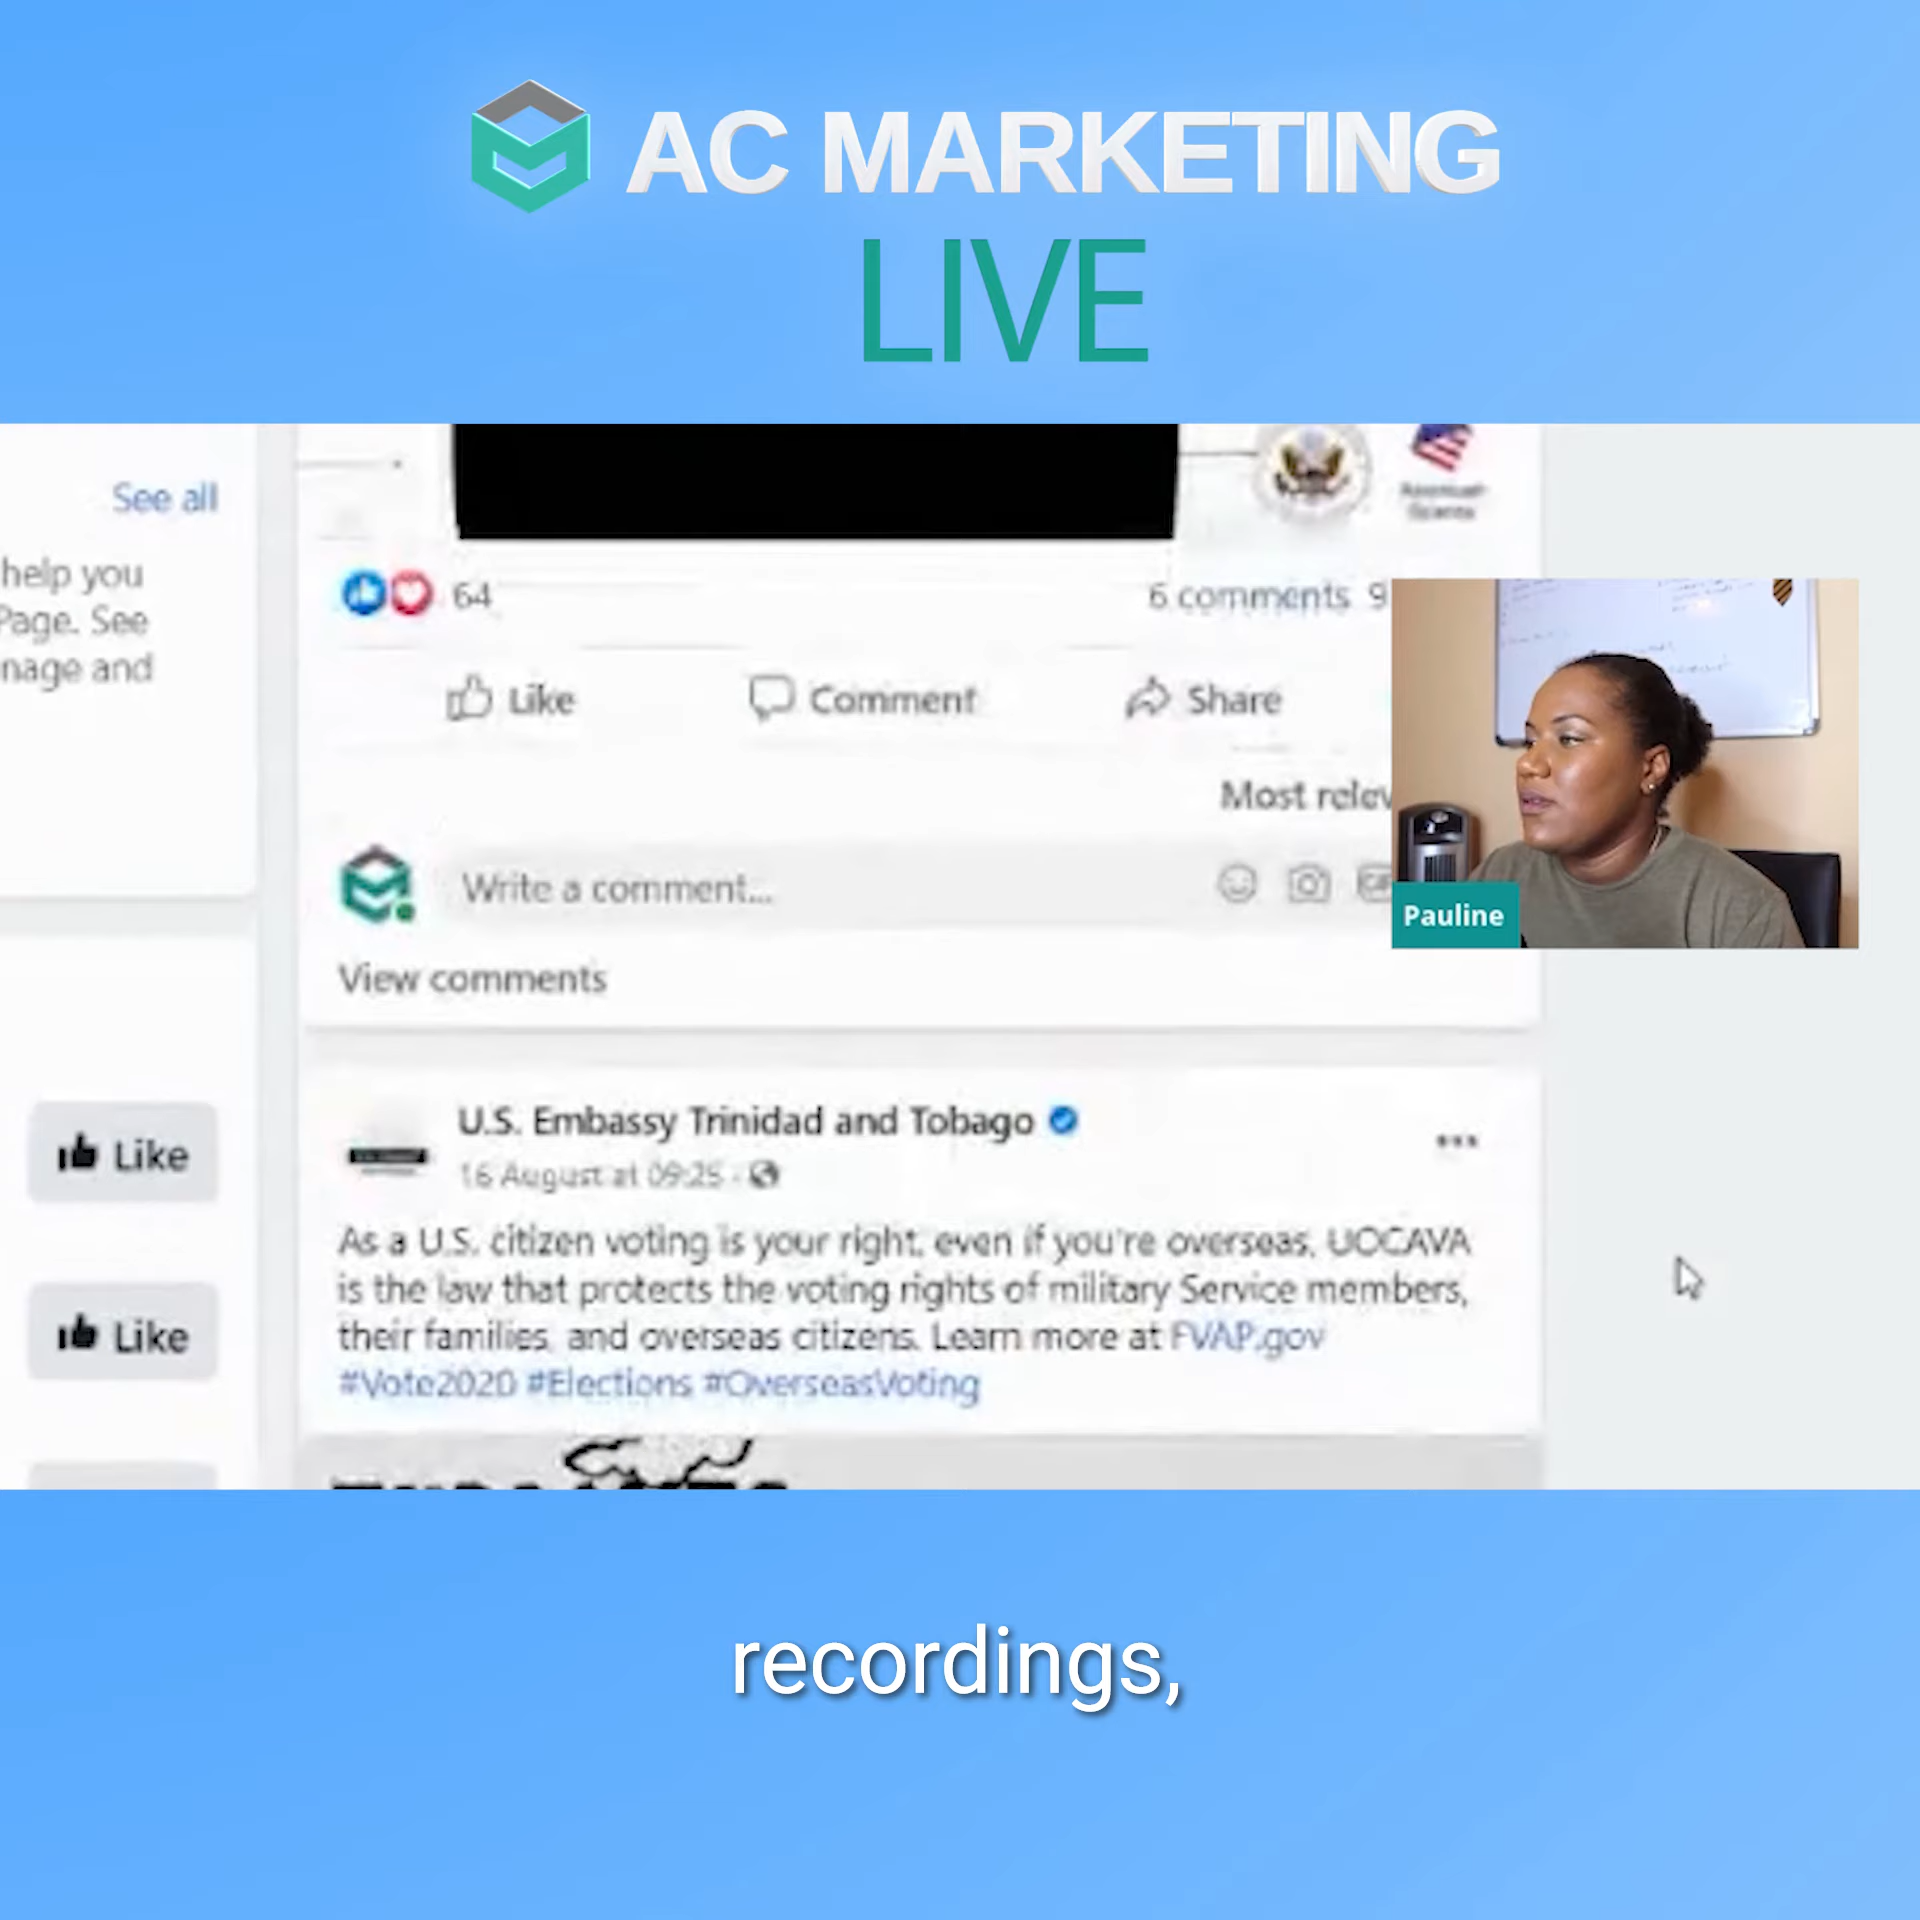 AC MARKETING
LIVE
See all
help you
Page. See
nage and
64
6 comments 9
Like
Comment
Share
Most relev
Write a comment...
Pauline
View comments
U.S. Embassy Trinidad and Tobago
16 August at 09:25
Like
As a U.S. citizen voting is your right, even if you're overseas. UOCAVA
is the law that protects the voting rights of military Service members,
their families, and overseas citizens. Learn more at FVAP.gov
Like
#Vote2020 #Elections #OverseasVoting
recordings,